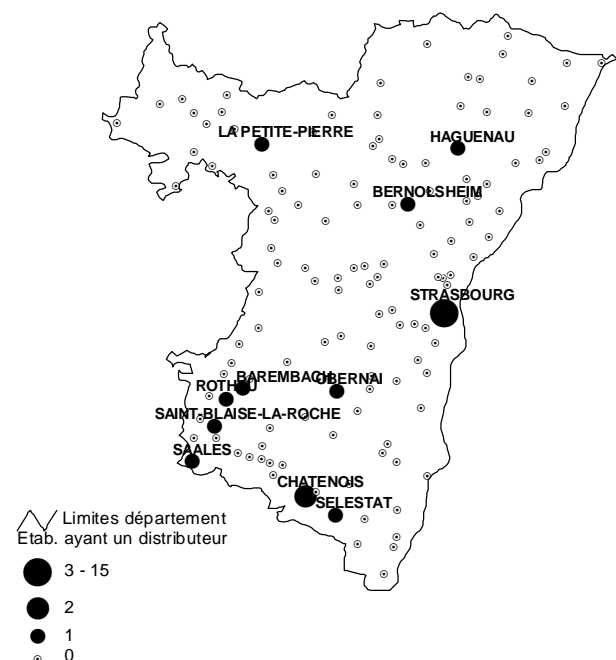 LA PETITE-PIERRE
HAGUENAU
BERNOLSHEIM
STRASBOURG
BAREMBACH
OBERNAI
ROTHAU
SAINT-BLAISE-LA-ROCHE
SAALES
CHATENOIS
SELESTAT
Limites département
Etab. ayant un distributeur
3 - 15
2
1
0